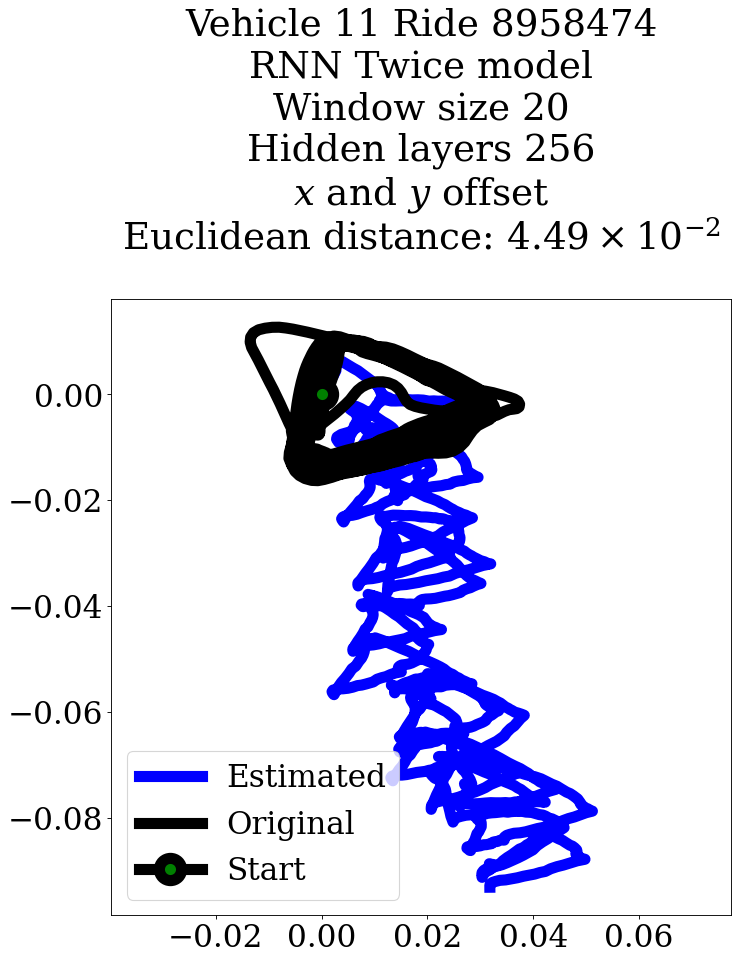 Vehicle 11 Ride 8958474
RNN Twice model
Window size 20
Hidden layers 256
x and y offset
Euclidean distance: 4.49 × 10⁻²
0.00
−0.02
−0.04
−0.06
−0.08
Estimated
Original
Start
−0.02 0.00 0.02 0.04 0.06